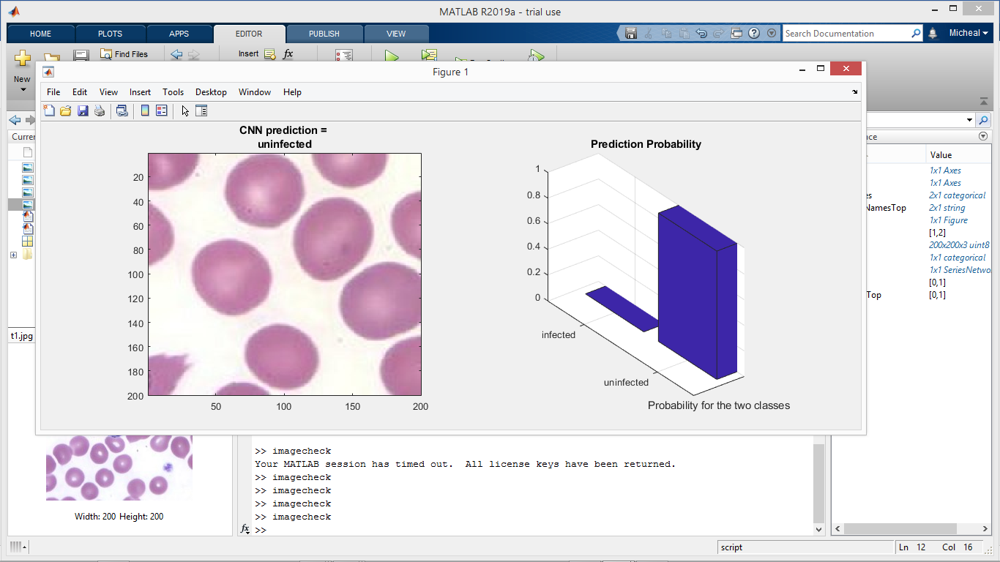 MATLAB R2019a - trial use
HOME PLOTS APPS EDITOR PUBLISH VIEW
Search Documentation
Micheal
Find Files
Insert
fx
New
Figure 1
File Edit View Insert Tools Desktop Window Help
CNN prediction =
uninfected
20
40
60
80
100
120
140
160
180
200
50 100 150 200
Prediction Probability
1
0.8
0.6
0.4
0.2
0
infected
uninfected
Probability for the two classes
Curre
t1.jpg
Width: 200 Height: 200
ce
Value
1x1 Axes
1x1 Axes
es 2x1 categorical
NamesTop 2x1 string
1x1 Figure
[1,2]
200x200x3 uint8
1x1 categorical
1x1 SeriesNetwo
[0,1]
Top [0,1]
>> imagecheck
Your MATLAB session has timed out.  All license keys have been returned.
>> imagecheck
>> imagecheck
>> imagecheck
>> imagecheck
fx >>
script
Ln 12 Col 16